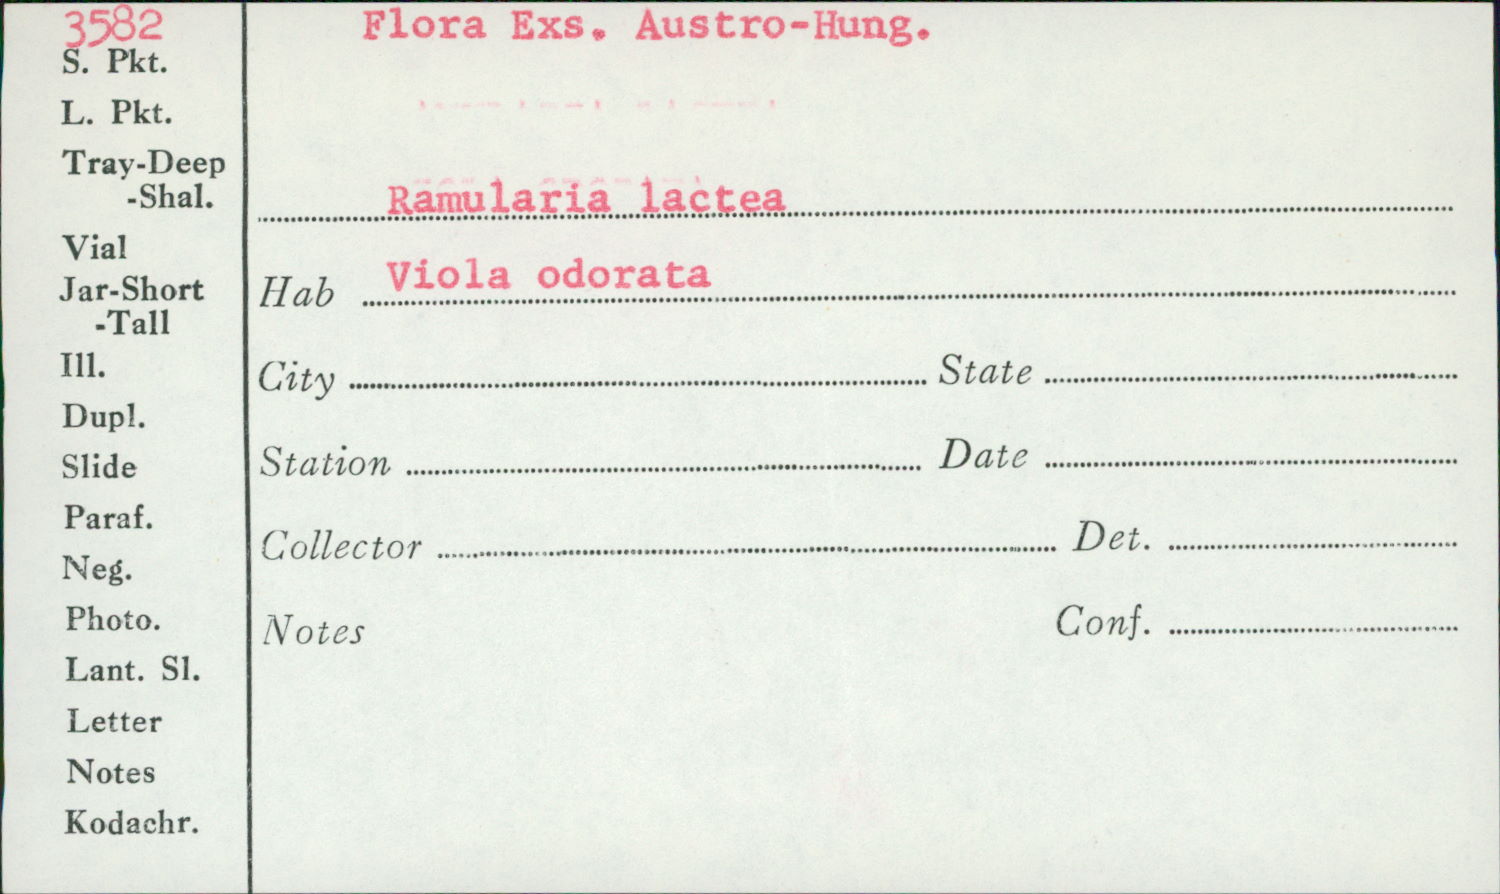 3582
S. Pkt.
L. Pkt.
Tray-Deep
-Shal.
Vial
Jar-Short
-Tall
Ill.
Dupl.
Slide
Paraf.
Neg.
Photo.
Lant. Sl.
Letter
Notes
Kodachr.
Flora Exs. Austro-Hung.
Ramularia lactea
Hab Viola odorata
City State
Station Date
Collector Det.
Notes Conf.